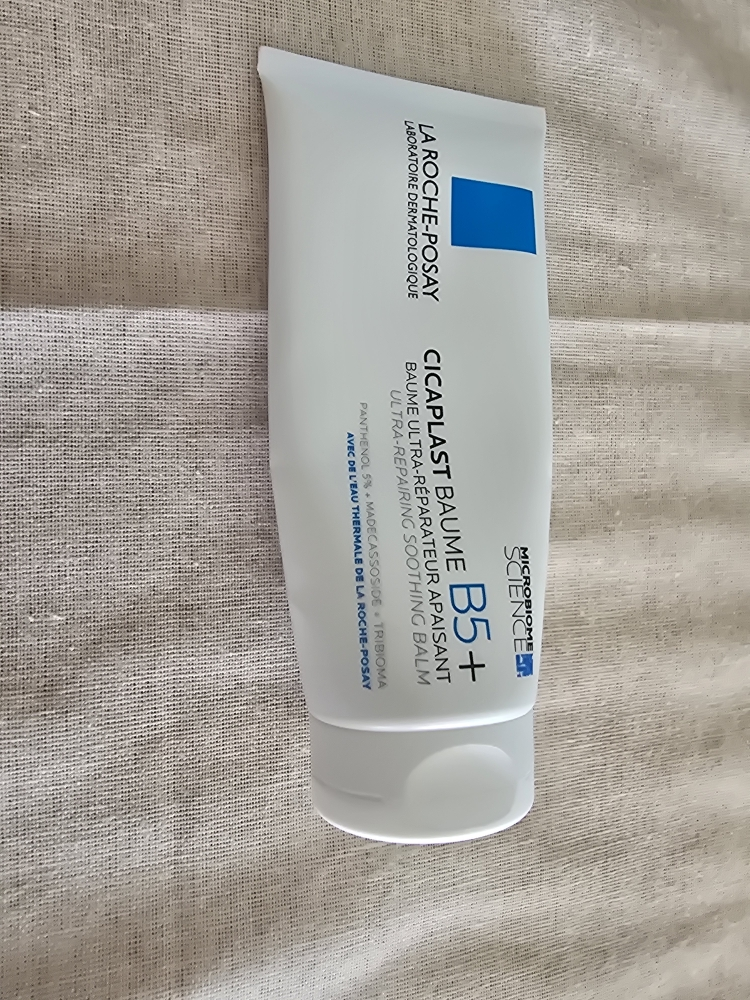 LA ROCHE-POSAY
LABORATOIRE DERMATOLOGIQUE
MICROBIOME
SCIENCE
CICAPLAST BAUME B5+
BAUME ULTRA-RÉPARATEUR APAISANT
ULTRA-REPAIRING SOOTHING BALM
PANTHENOL 5% + MADECASSOSIDE + TRIBIOMA
AVEC DE L'EAU THERMALE DE LA ROCHE-POSAY